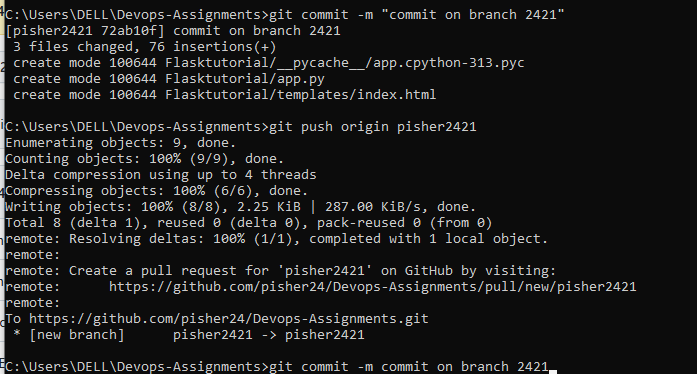 C:\Users\DELL\Devops-Assignments>git commit -m "commit on branch 2421"
[pisher2421 72ab10f] commit on branch 2421
 3 files changed, 76 insertions(+)
 create mode 100644 Flasktutorial/__pycache__/app.cpython-313.pyc
 create mode 100644 Flasktutorial/app.py
 create mode 100644 Flasktutorial/templates/index.html
C:\Users\DELL\Devops-Assignments>git push origin pisher2421
Enumerating objects: 9, done.
Counting objects: 100% (9/9), done.
Delta compression using up to 4 threads
Compressing objects: 100% (6/6), done.
Writing objects: 100% (8/8), 2.25 KiB | 287.00 KiB/s, done.
Total 8 (delta 1), reused 0 (delta 0), pack-reused 0 (from 0)
remote: Resolving deltas: 100% (1/1), completed with 1 local object.
remote:
remote: Create a pull request for 'pisher2421' on GitHub by visiting:
remote:      https://github.com/pisher24/Devops-Assignments/pull/new/pisher2421
remote:
To https://github.com/pisher24/Devops-Assignments.git
 * [new branch]      pisher2421 -> pisher2421
C:\Users\DELL\Devops-Assignments>git commit -m commit on branch 2421